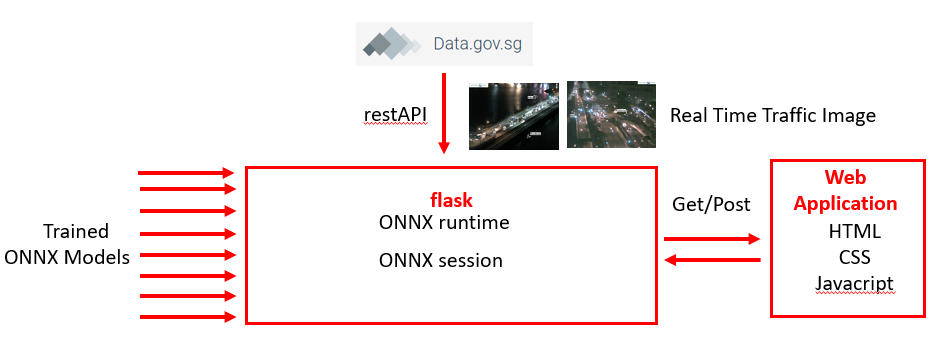 Data.gov.sg
restAPI
Real Time Traffic Image
Trained
ONNX Models
flask
ONNX runtime
ONNX session
Get/Post
Web
Application
HTML
CSS
Javacript